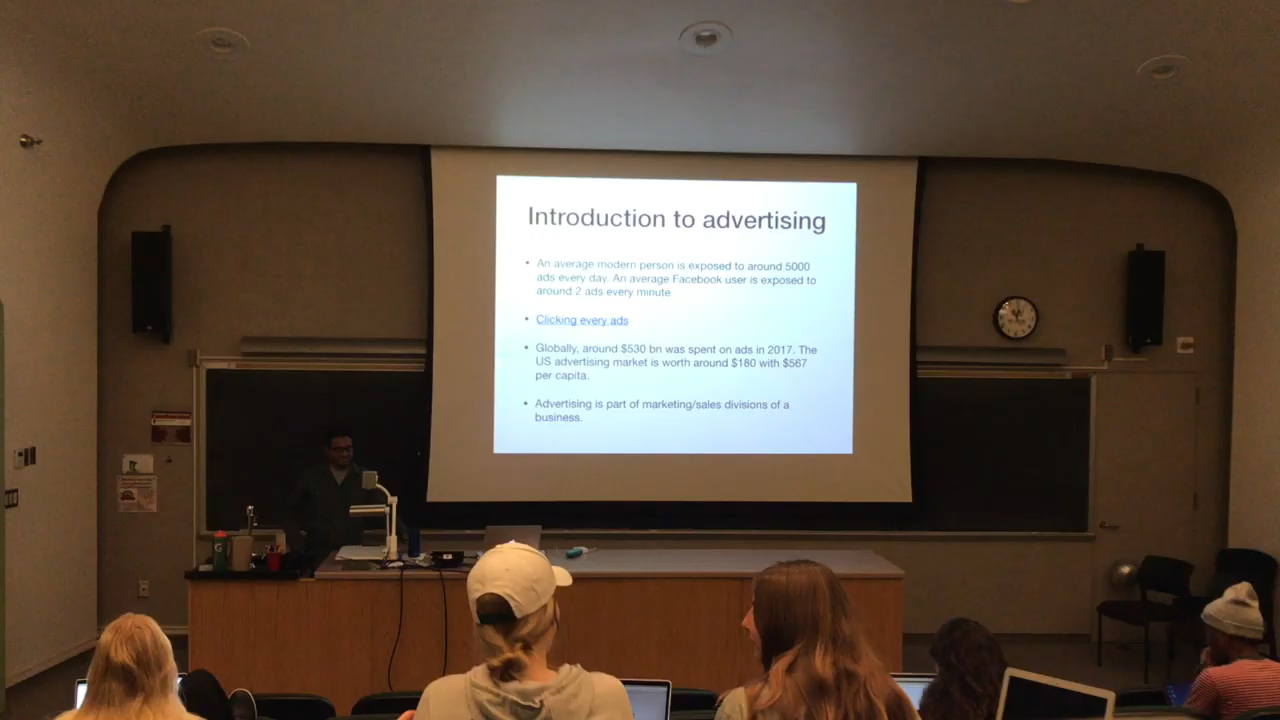 Introduction to advertising
• An average modern person is exposed to around 5000
ads every day. An average Facebook user is exposed to
around 2 ads every minute.
• Clicking every ads
• Globally, around $530 bn was spent on ads in 2017. The
US advertising market is worth around $180 with $567
per capita.
• Advertising is part of marketing/sales divisions of a
business.